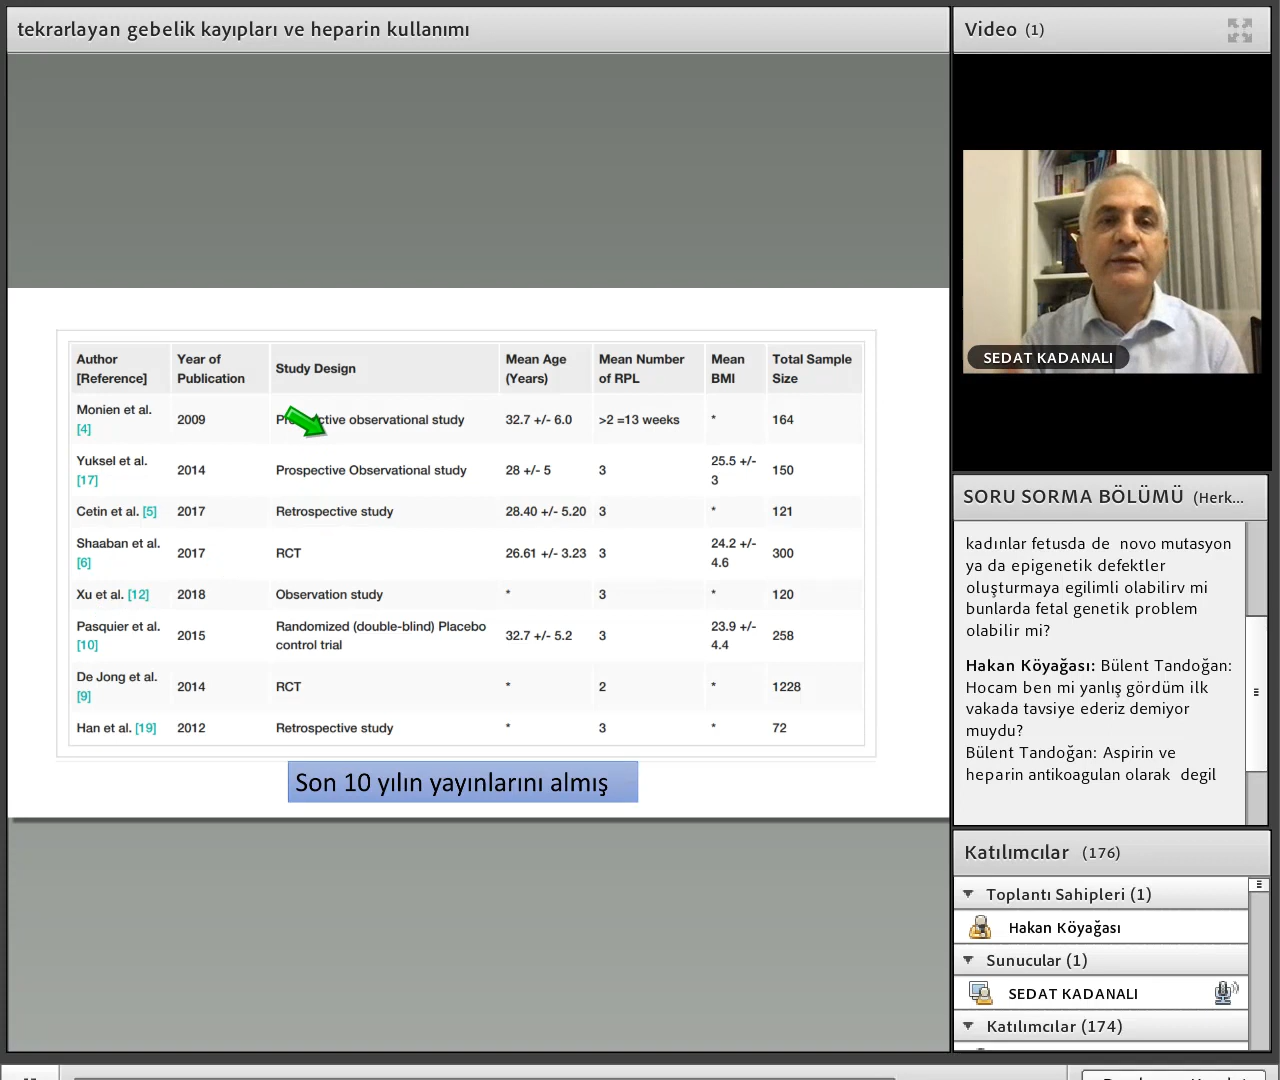 tekrarlayan gebelik kayıpları ve heparin kullanımı
Author [Reference] Year of Publication Study Design Mean Age (Years) Mean Number of RPL Mean BMI Total Sample Size
Monien et al. [4] 2009 observational study 32.7 +/- 6.0 >2 =13 weeks * 164
Yuksel et al. [17] 2014 Prospective Observational study 28 +/- 5 3 25.5 +/- 3 150
Cetin et al. [5] 2017 Retrospective study 28.40 +/- 5.20 3 * 121
Shaaban et al. [6] 2017 RCT 26.61 +/- 3.23 3 24.2 +/- 4.6 300
Xu et al. [12] 2018 Observation study * 3 * 120
Pasquier et al. [10] 2015 Randomized (double-blind) Placebo control trial 32.7 +/- 5.2 3 23.9 +/- 4.4 258
De Jong et al. [9] 2014 RCT * 2 * 1228
Han et al. [19] 2012 Retrospective study * 3 * 72
Son 10 yılın yayınlarını almış
Video (1)
SEDAT KADANALI
SORU SORMA BÖLÜMÜ (Herk...
kadınlar fetusda de novo mutasyon
ya da epigenetik defektler
oluşturmaya egilimli olabilirv mi
bunlarda fetal genetik problem
olabilir mi?
Hakan Köyağası: Bülent Tandoğan:
Hocam ben mi yanlış gördüm ilk
vakada tavsiye ederiz demiyor
muydu?
Bülent Tandoğan: Aspirin ve
heparin antikoagulan olarak degil
Katılımcılar (176)
Toplantı Sahipleri (1)
Hakan Köyağası
Sunucular (1)
SEDAT KADANALI
Katılımcılar (174)